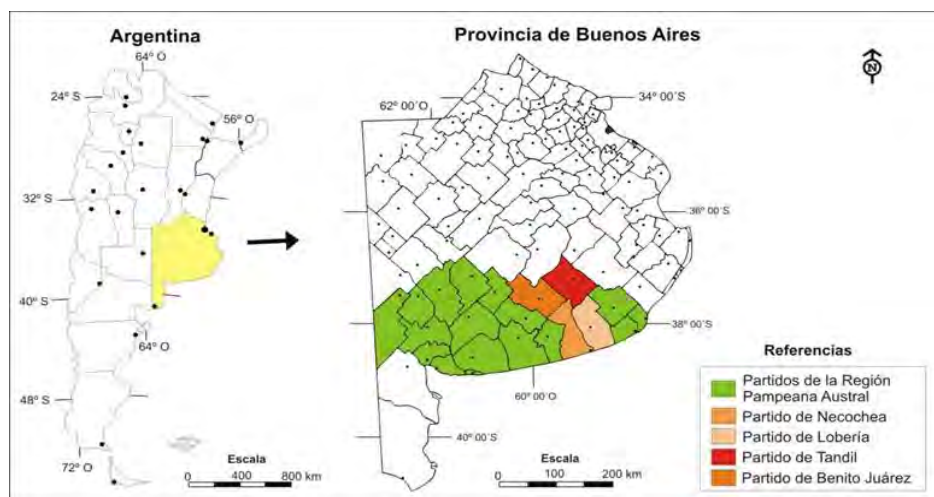 Argentina
64º O
24º S
56º O
32º S
40º S
64º O
48º S
72º O
Escala
0 400 800 km
Provincia de Buenos Aires
N
62º 00´O
34º 00´S
36º 00´S
38º 00´S
60º 00´O
40º 00´S
Escala
0 100 200 km
Referencias
Partidos de la Región
Pampeana Austral
Partido de Necochea
Partido de Lobería
Partido de Tandil
Partido de Benito Juárez